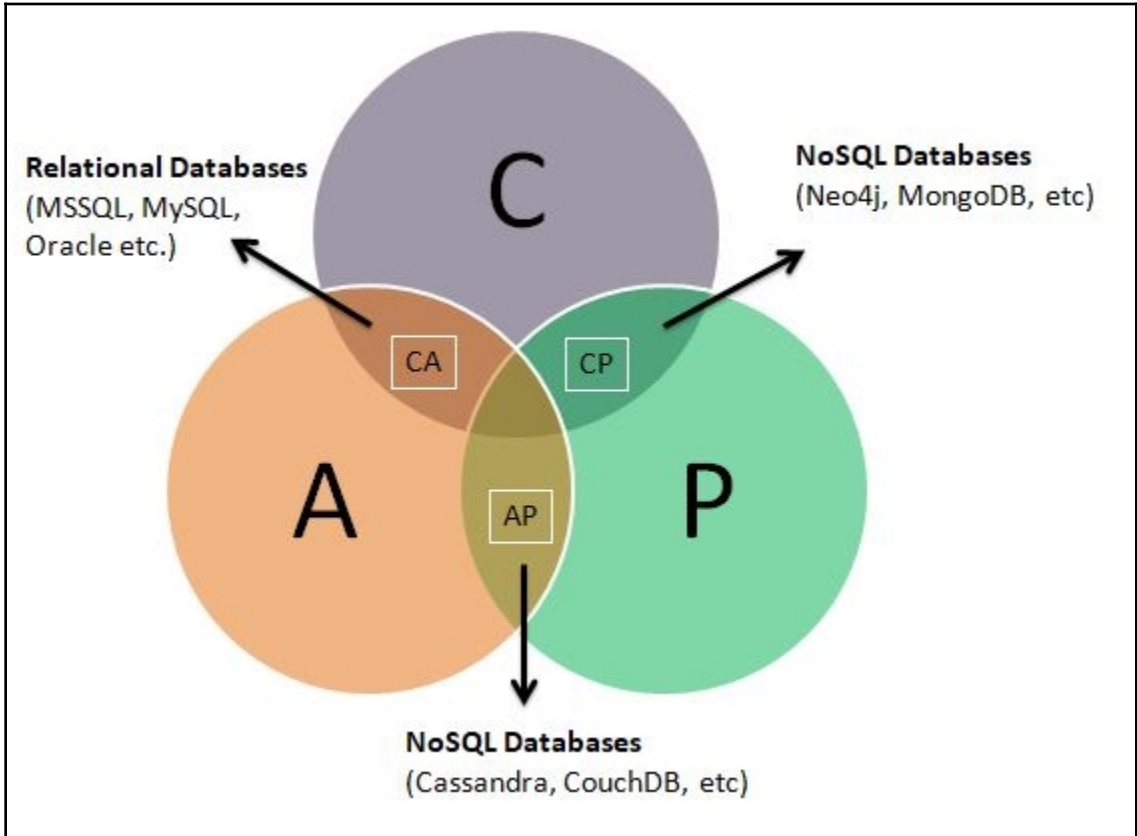 C
Relational Databases
(MSSQL, MySQL,
Oracle etc.)
NoSQL Databases
(Neo4j, MongoDB, etc)
CA
CP
A
P
AP
NoSQL Databases
(Cassandra, CouchDB, etc)